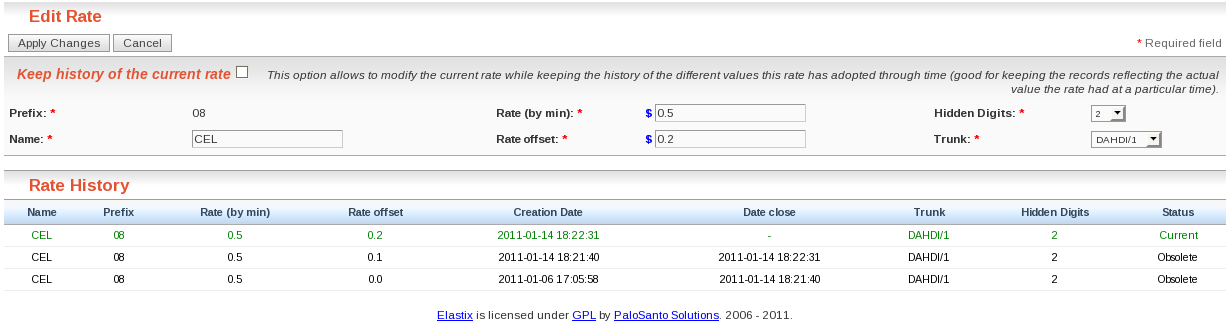 Edit Rate
Apply Changes Cancel * Required field
Keep history of the current rate This option allows to modify the current rate while keeping the history of the different values this rate has adopted through time (good for keeping the records reflecting the actual
value the rate had at a particular time).
Prefix: * 08 Rate (by min): * $ 0.5 Hidden Digits: * 2
Name: * CEL Rate offset: * $ 0.2 Trunk: * DAHDI/1
Rate History
Name Prefix Rate (by min) Rate offset Creation Date Date close Trunk Hidden Digits Status
CEL 08 0.5 0.2 2011-01-14 18:22:31 - DAHDI/1 2 Current
CEL 08 0.5 0.1 2011-01-14 18:21:40 2011-01-14 18:22:31 DAHDI/1 2 Obsolete
CEL 08 0.5 0.0 2011-01-06 17:05:58 2011-01-14 18:21:40 DAHDI/1 2 Obsolete
Elastix is licensed under GPL by PaloSanto Solutions. 2006 - 2011.